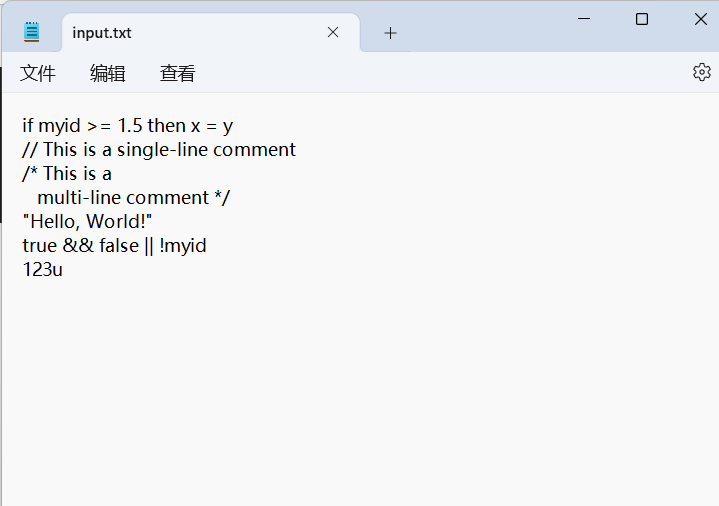 input.txt
文件 编辑 查看
if myid >= 1.5 then x = y
// This is a single-line comment
/* This is a
   multi-line comment */
"Hello, World!"
true && false || !myid
123u